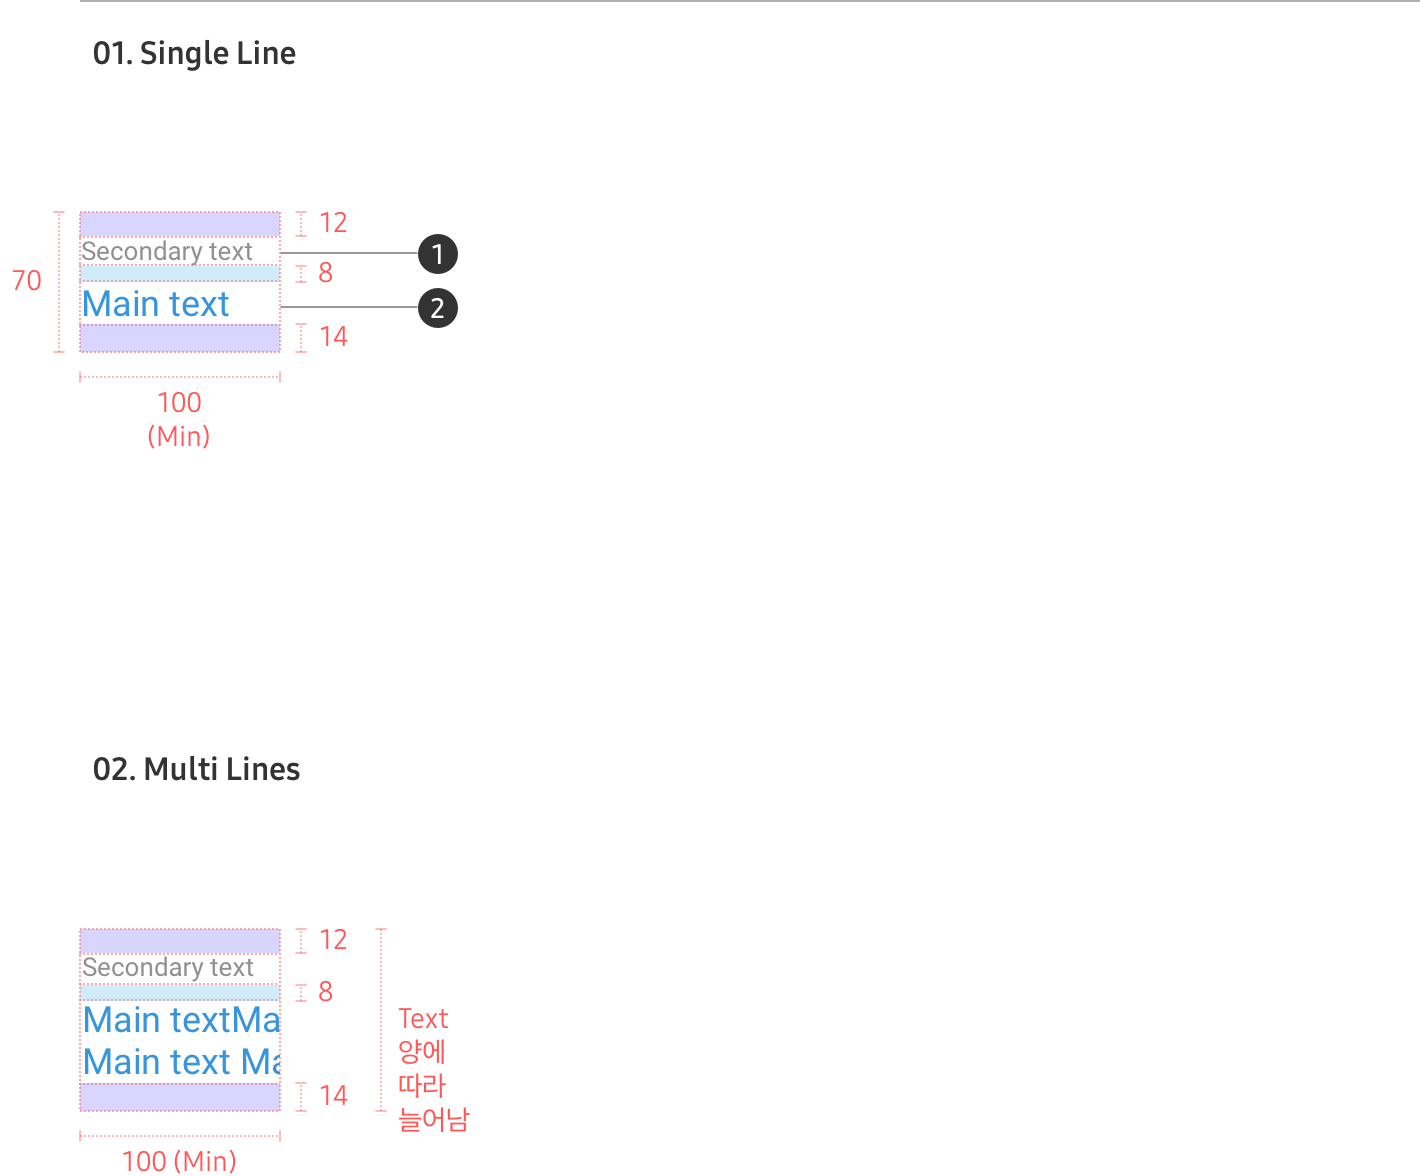 01. Single Line
12
Secondary text
1
70
8
Main text
2
14
100
(Min)
02. Multi Lines
12
Secondary text
8
Main textMa
Main text Ma
Text
양에
따라
늘어남
14
100 (Min)